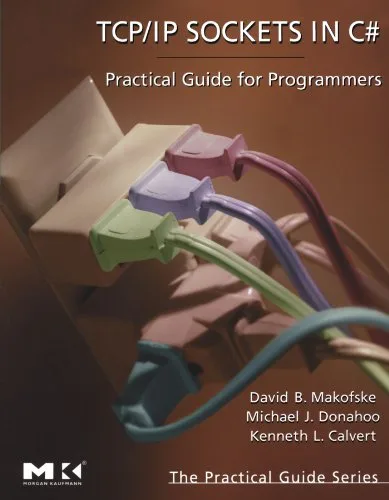 TCP/IP SOCKETS IN C#
Practical Guide for Programmers
David B. Makofske
Michael J. Donahoo
Kenneth L. Calvert
MK
MORGAN KAUFMANN
The Practical Guide Series